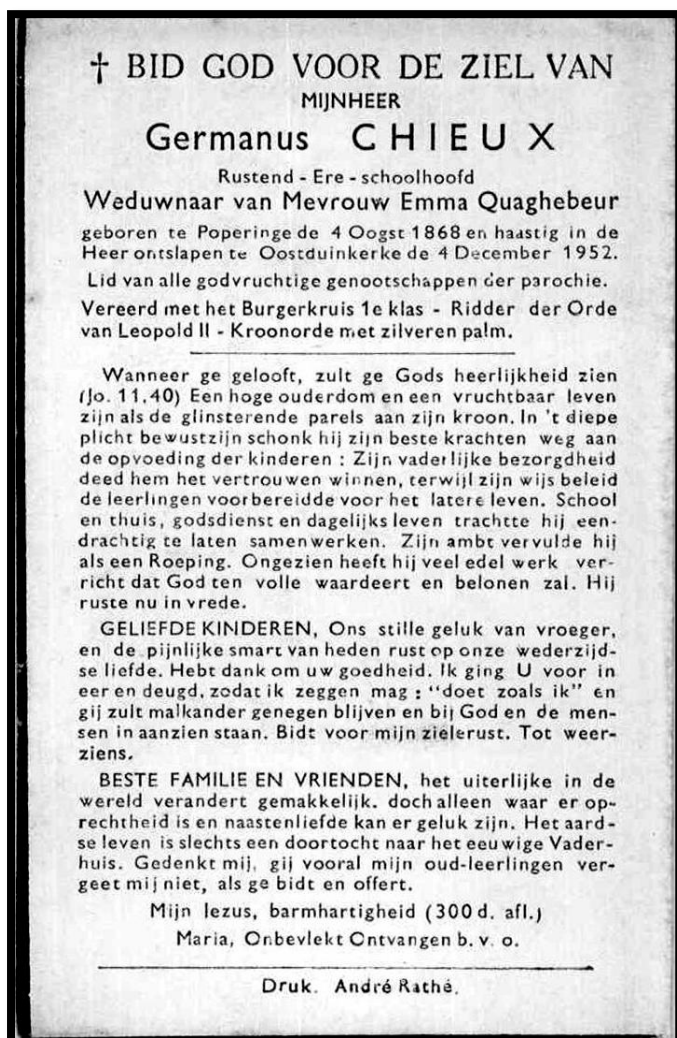 † BID GOD VOOR DE ZIEL VAN
MIJNHEER
Germanus CHIEUX
Rustend - Ere - schoolhoofd
Weduwnaar van Mevrouw Emma Quaghebeur
geboren te Poperinge de 4 Oogst 1868 en haastig in de
Heer ontslapen te Oostduinkerke de 4 December 1952.
Lid van alle godvruchtige genootschappen der parochie.
Vereerd met het Burgerkruis 1e klas - Ridder der Orde
van Leopold II - Kroonorde met zilveren palm.
Wanneer ge gelooft, zult ge Gods heerlijkheid zien
(Jo. 11.40) Een hoge ouderdom en een vruchtbaar leven
zijn als de glinsterende parels aan zijn kroon. In 't diepe
plicht bewustzijn schonk hij zijn beste krachten weg aan
de opvoeding der kinderen : Zijn vaderlijke bezorgdheid
deed hem het vertrouwen winnen, terwijl zijn wijs beleid
de leerlingen voorbereidde voor het latere leven. School
en thuis, godsdienst en dagelijks leven trachtte hij een-
drachtig te laten samenwerken. Zijn ambt vervulde hij
als een Roeping. Ongezien heeft hij veel edel werk ver-
richt dat God ten volle waardeert en belonen zal. Hij
ruste nu in vrede.
GELIEFDE KINDEREN, Ons stille geluk van vroeger,
en de pijnlijke smart van heden rust op onze wederzijd-
se liefde. Hebt dank om uw goedheid. Ik ging U voor in
eer en deugd, zodat ik zeggen mag : “doet zoals ik” en
gij zult malkander genegen blijven en bij God en de men-
sen in aanzien staan. Bidt voor mijn zielerust. Tot weer-
ziens.
BESTE FAMILIE EN VRIENDEN, het uiterlijke in de
wereld verandert gemakkelijk. doch alleen waar er op-
rechtheid is en naastenliefde kan er geluk zijn. Het aard-
se leven is slechts een doortocht naar het eeuwige Vader-
huis. Gedenkt mij, gij vooral mijn oud-leerlingen ver-
geet mij niet, als ge bidt en offert.
Mijn Iezus, barmhartigheid (300 d. afl.)
Maria, Onbevlekt Ontvangen b. v. o.
Druk. André Rathé.